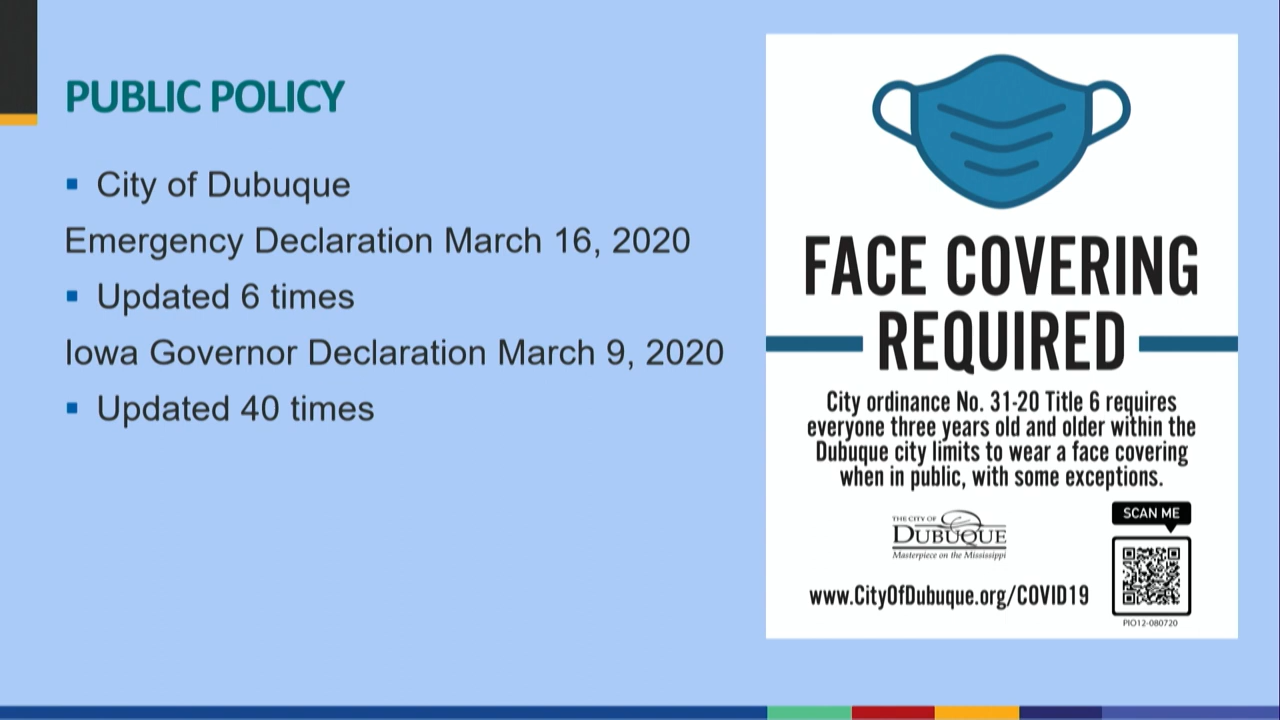 PUBLIC POLICY
▪ City of Dubuque
Emergency Declaration March 16, 2020
▪ Updated 6 times
Iowa Governor Declaration March 9, 2020
▪ Updated 40 times
FACE COVERING
REQUIRED
City ordinance No. 31-20 Title 6 requires
everyone three years old and older within the
Dubuque city limits to wear a face covering
when in public, with some exceptions.
THE CITY OF
DUBUQUE
Masterpiece on the Mississippi
www.CityOfDubuque.org/COVID19
SCAN ME
PIO12-080720